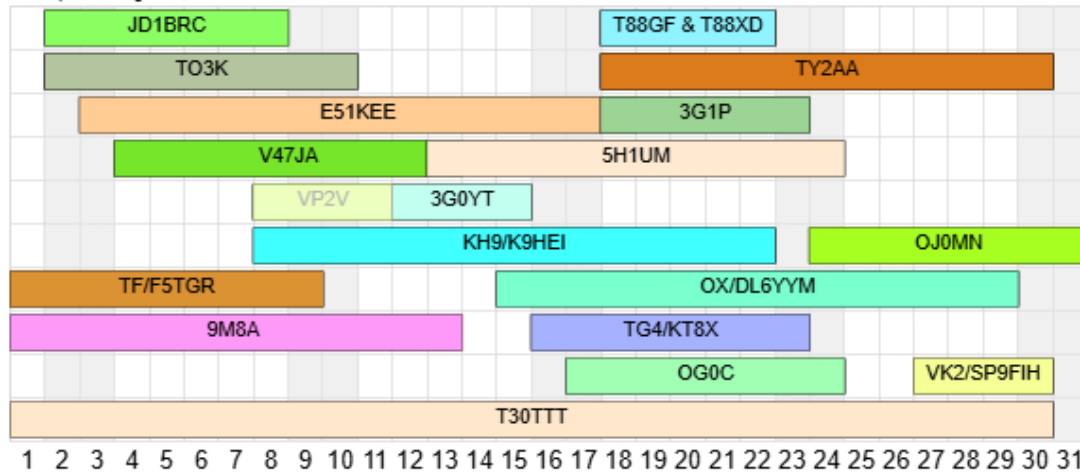 JD1BRC T88GF & T88XD
TO3K TY2AA
E51KEE 3G1P
V47JA 5H1UM
VP2V 3G0YT
KH9/K9HEI OJ0MN
TF/F5TGR OX/DL6YYM
9M8A TG4/KT8X
OG0C VK2/SP9FIH
T30TTT
1 2 3 4 5 6 7 8 9 10 11 12 13 14 15 16 17 18 19 20 21 22 23 24 25 26 27 28 29 30 31